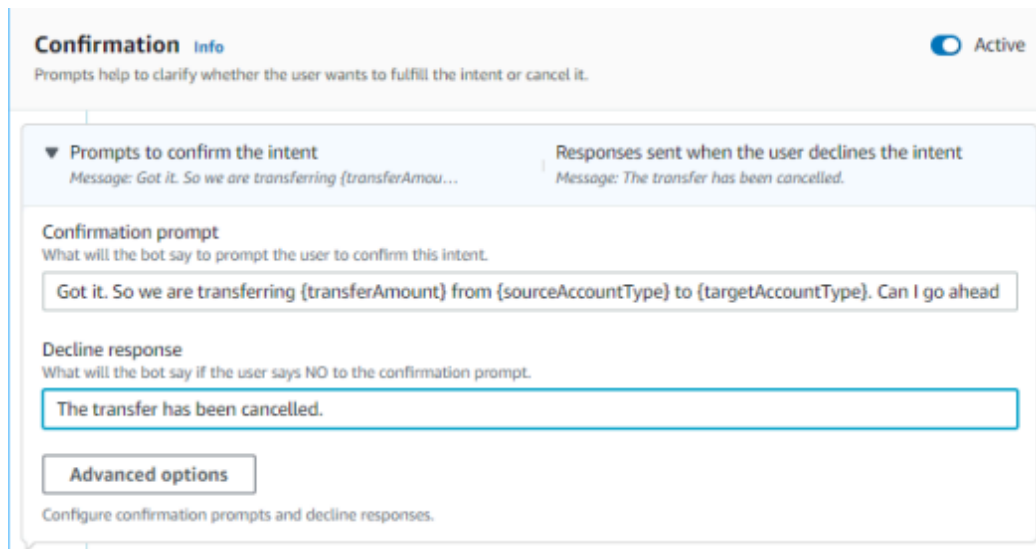 Confirmation Info
Active
Prompts help to clarify whether the user wants to fulfill the intent or cancel it.
Prompts to confirm the intent
Message: Got it. So we are transferring {transferAmou...
Responses sent when the user declines the intent
Message: The transfer has been cancelled.
Confirmation prompt
What will the bot say to prompt the user to confirm this intent.
Got it. So we are transferring {transferAmount} from {sourceAccountType} to {targetAccountType}. Can I go ahead
Decline response
What will the bot say if the user says NO to the confirmation prompt.
The transfer has been cancelled.
Advanced options
Configure confirmation prompts and decline responses.